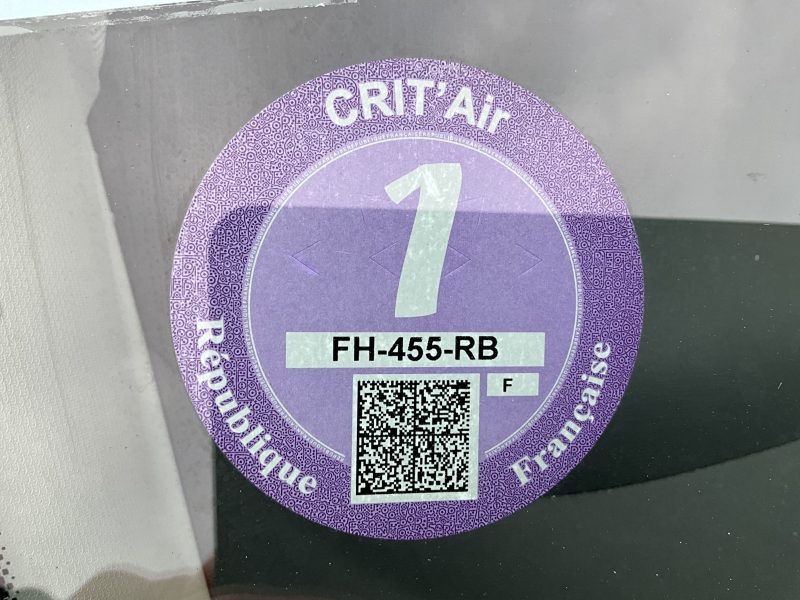 CRIT'Air
1
FH-455-RB
F
République
Française